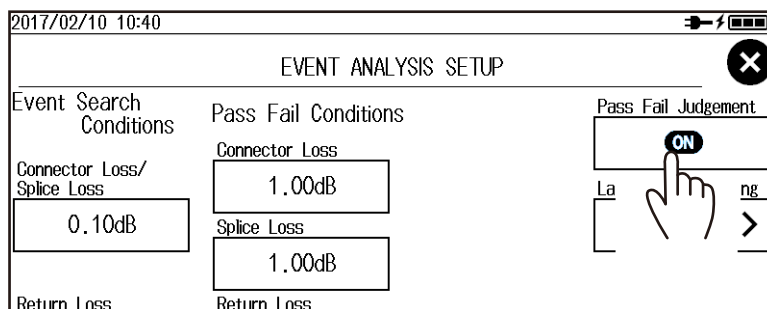 2017/02/10 10:40
EVENT ANALYSIS SETUP
Event Search
Conditions
Connector Loss/
Splice Loss
0.10dB
Return Loss
Pass Fail Conditions
Connector Loss
1.00dB
Splice Loss
1.00dB
Return Loss
Pass Fail Judgement
ON